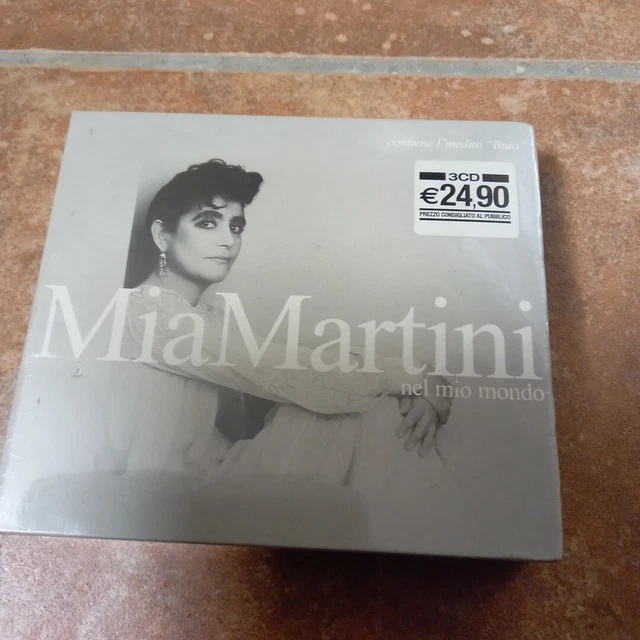 contiene l'inedito "Buio"
3CD
€24,90
PREZZO CONSIGLIATO AL PUBBLICO
MiaMartini
nel mio mondo